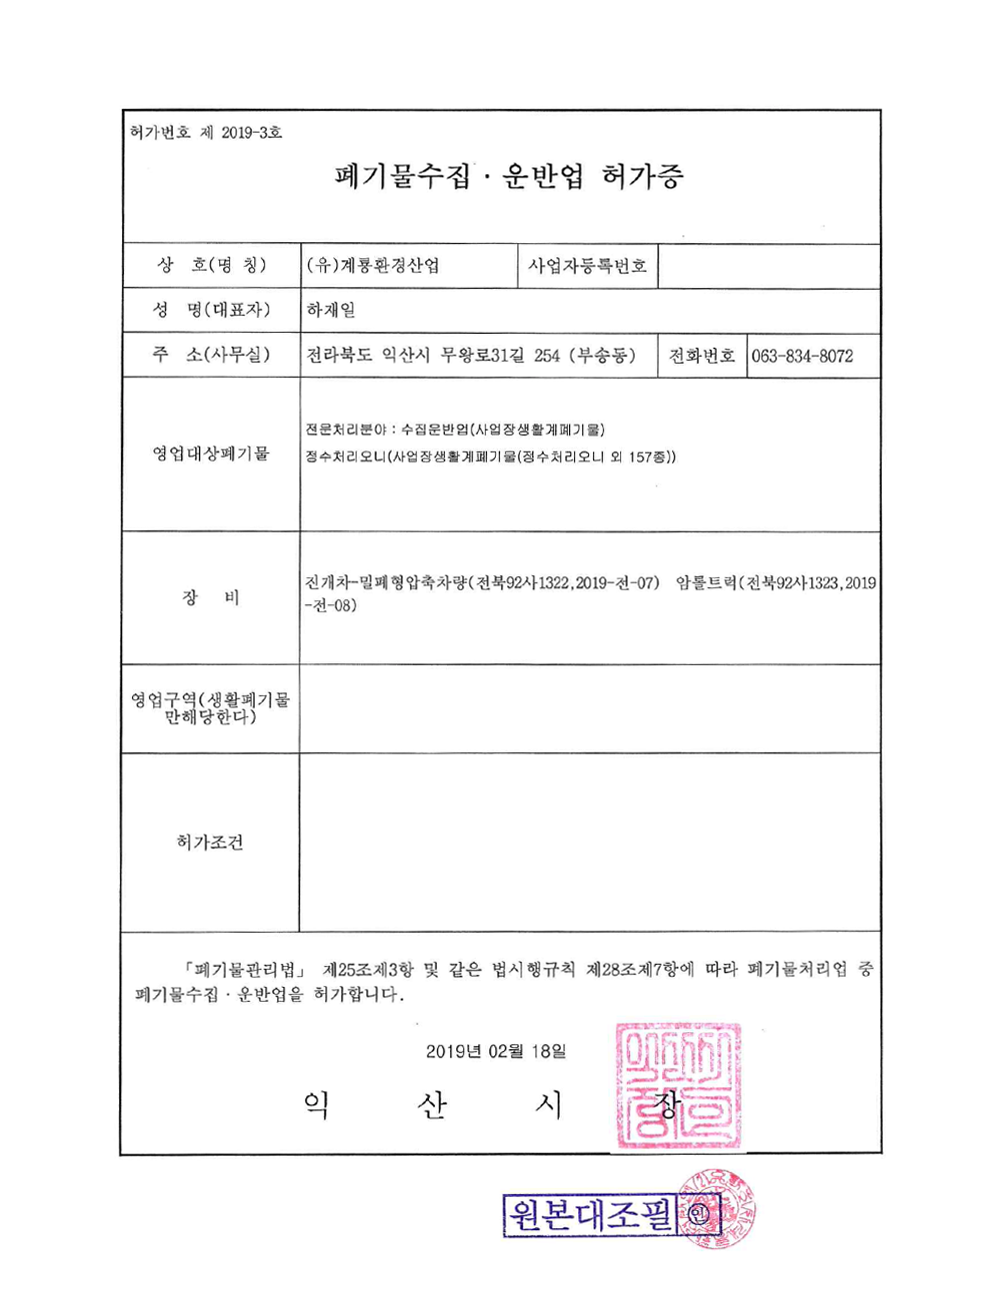 허가번호 제 2019-3호
폐기물수집 · 운반업 허가증
상 호(명 칭) (유)계룡환경산업 사업자등록번호
성 명(대표자) 하재일
주 소(사무실) 전라북도 익산시 무왕로31길 254 (부송동) 전화번호 063-834-8072
영업대상폐기물
전문처리분야 : 수집운반업(사업장생활계폐기물)
정수처리오니(사업장생활계폐기물(정수처리오니 외 157종))
장 비
진개차-밀폐형압축차량(전북92사1322,2019-전-07) 암롤트럭(전북92사1323,2019
-전-08)
영업구역(생활폐기물
만해당한다)
허가조건
「폐기물관리법」 제25조제3항 및 같은 법시행규칙 제28조제7항에 따라 폐기물처리업 중
폐기물수집 · 운반업을 허가합니다.
2019년 02월 18일
익 산 시 장
원본대조필 인